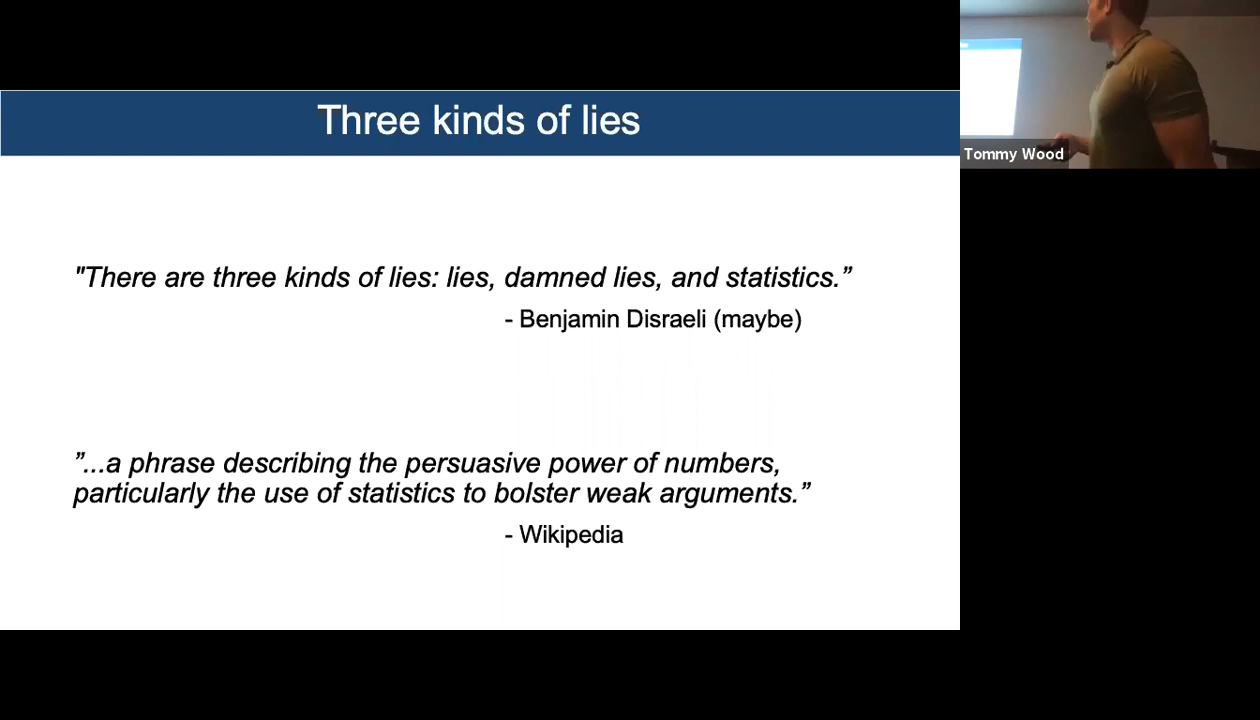 Three kinds of lies
"There are three kinds of lies: lies, damned lies, and statistics.”
- Benjamin Disraeli (maybe)
”...a phrase describing the persuasive power of numbers,
particularly the use of statistics to bolster weak arguments.”
- Wikipedia
Tommy Wood